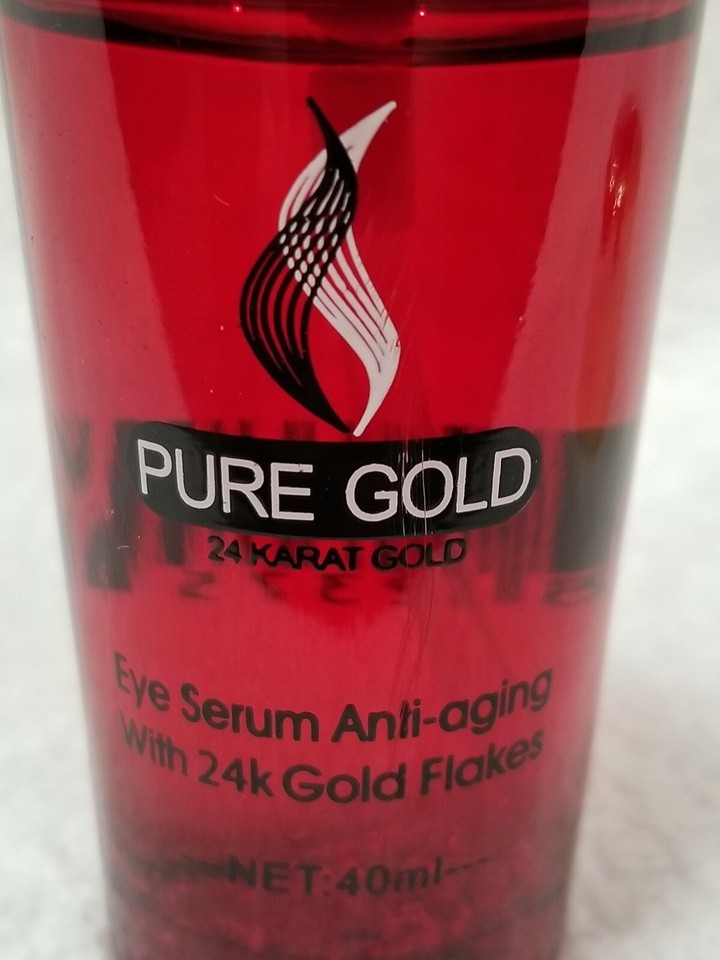 PURE GOLD
24 KARAT GOLD
Eye Serum Anti-aging
With 24k Gold Flakes
---NET:40ml---